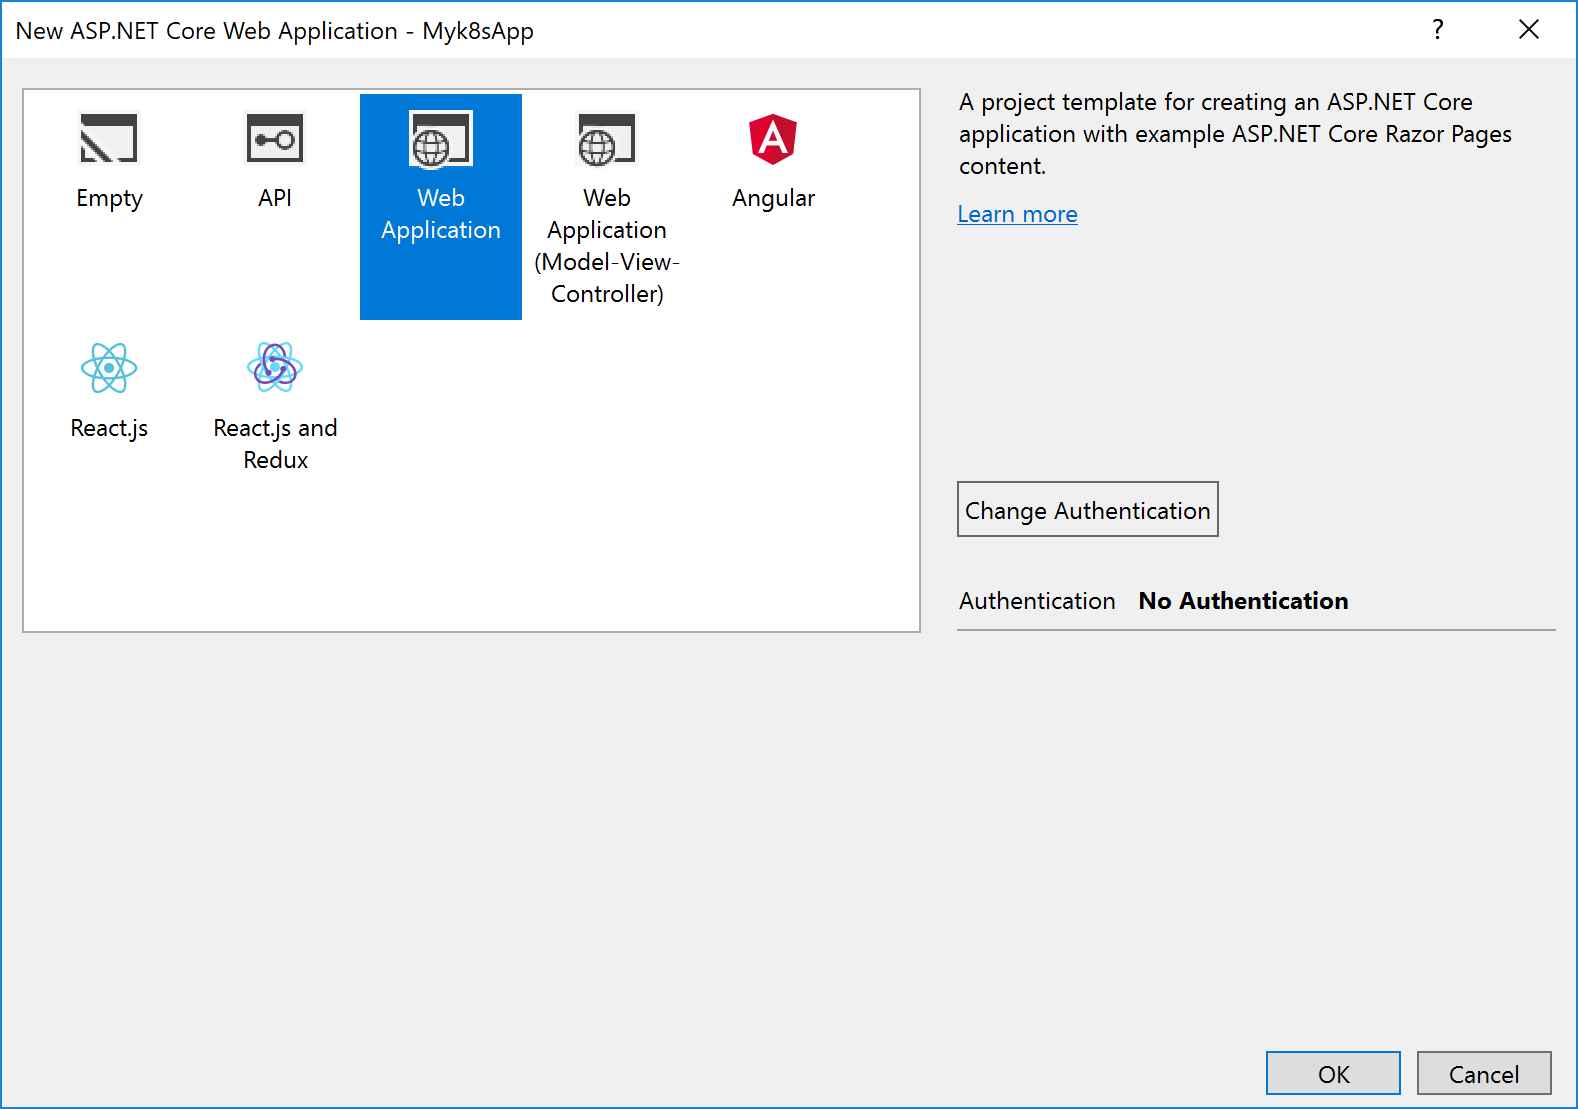 New ASP.NET Core Web Application - Myk8sApp
?
Empty
API
Web
Application
Web
Application
(Model-View-
Controller)
Angular
React.js
React.js and
Redux
A project template for creating an ASP.NET Core
application with example ASP.NET Core Razor Pages
content.
Learn more
Change Authentication
Authentication No Authentication
OK
Cancel